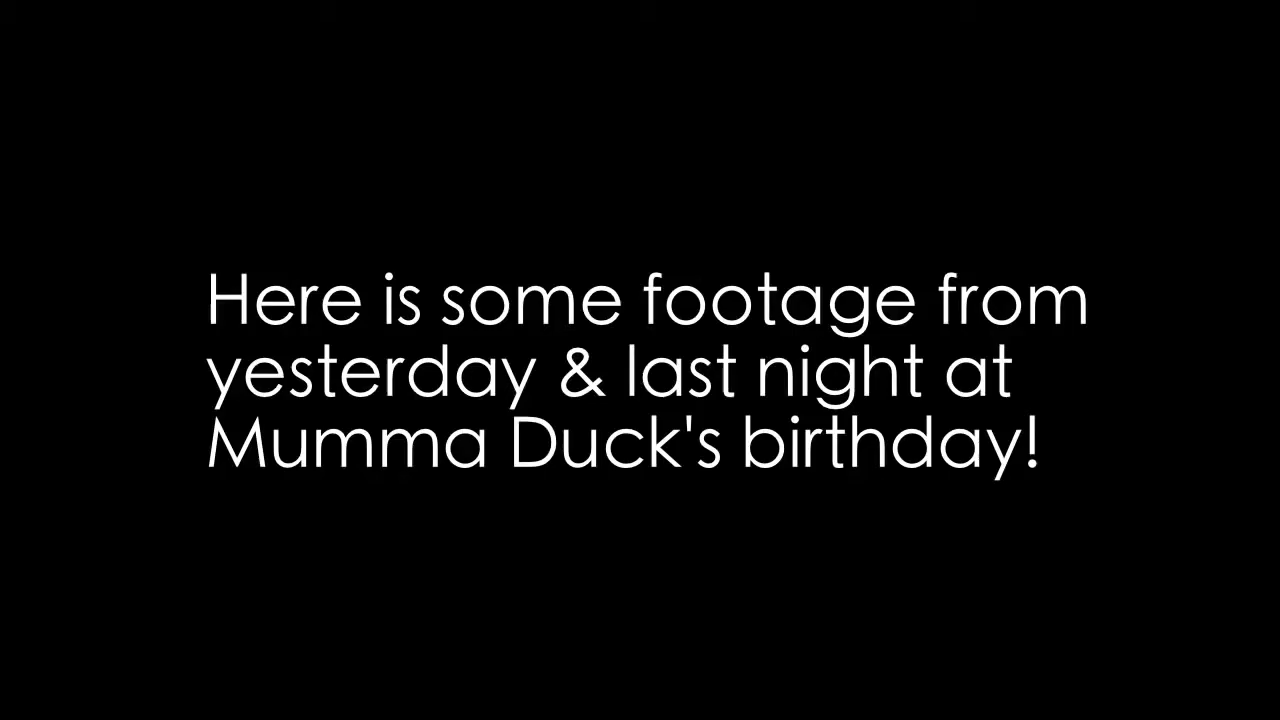 Here is some footage from
yesterday & last night at
Mumma Duck's birthday!